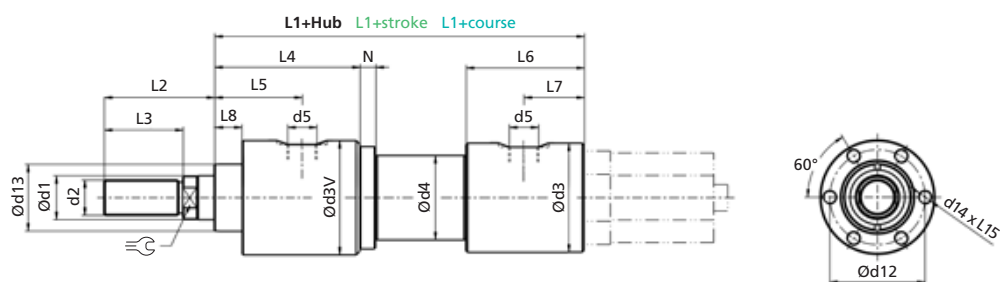 L1+Hub L1+stroke L1+course
L4 N L6
L2 L5 L7
L3 L8 d5 d5
60°
Ød13
Ød1
d2
Ød3V
Ød4
Ød3
d14 x L15
Ød12